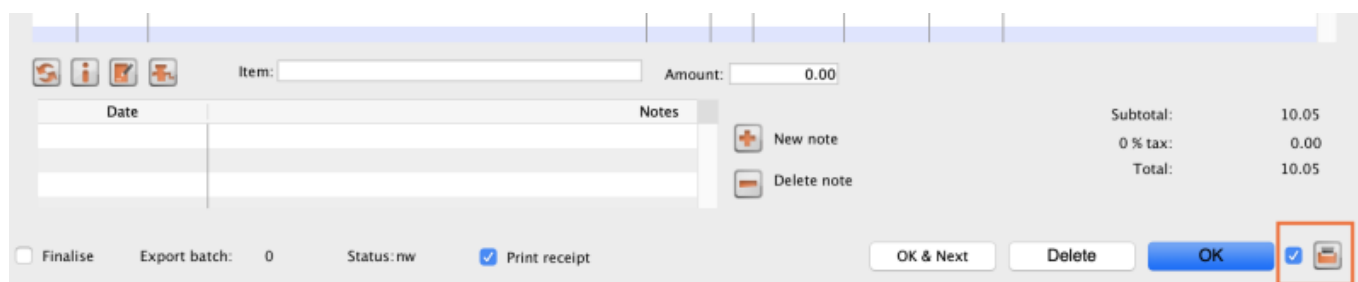 Item: Amount: 0.00
Date Notes
Subtotal: 10.05
New note
0 % tax: 0.00
Total: 10.05
Delete note
Finalise Export batch: 0 Status: nw Print receipt OK & Next Delete OK